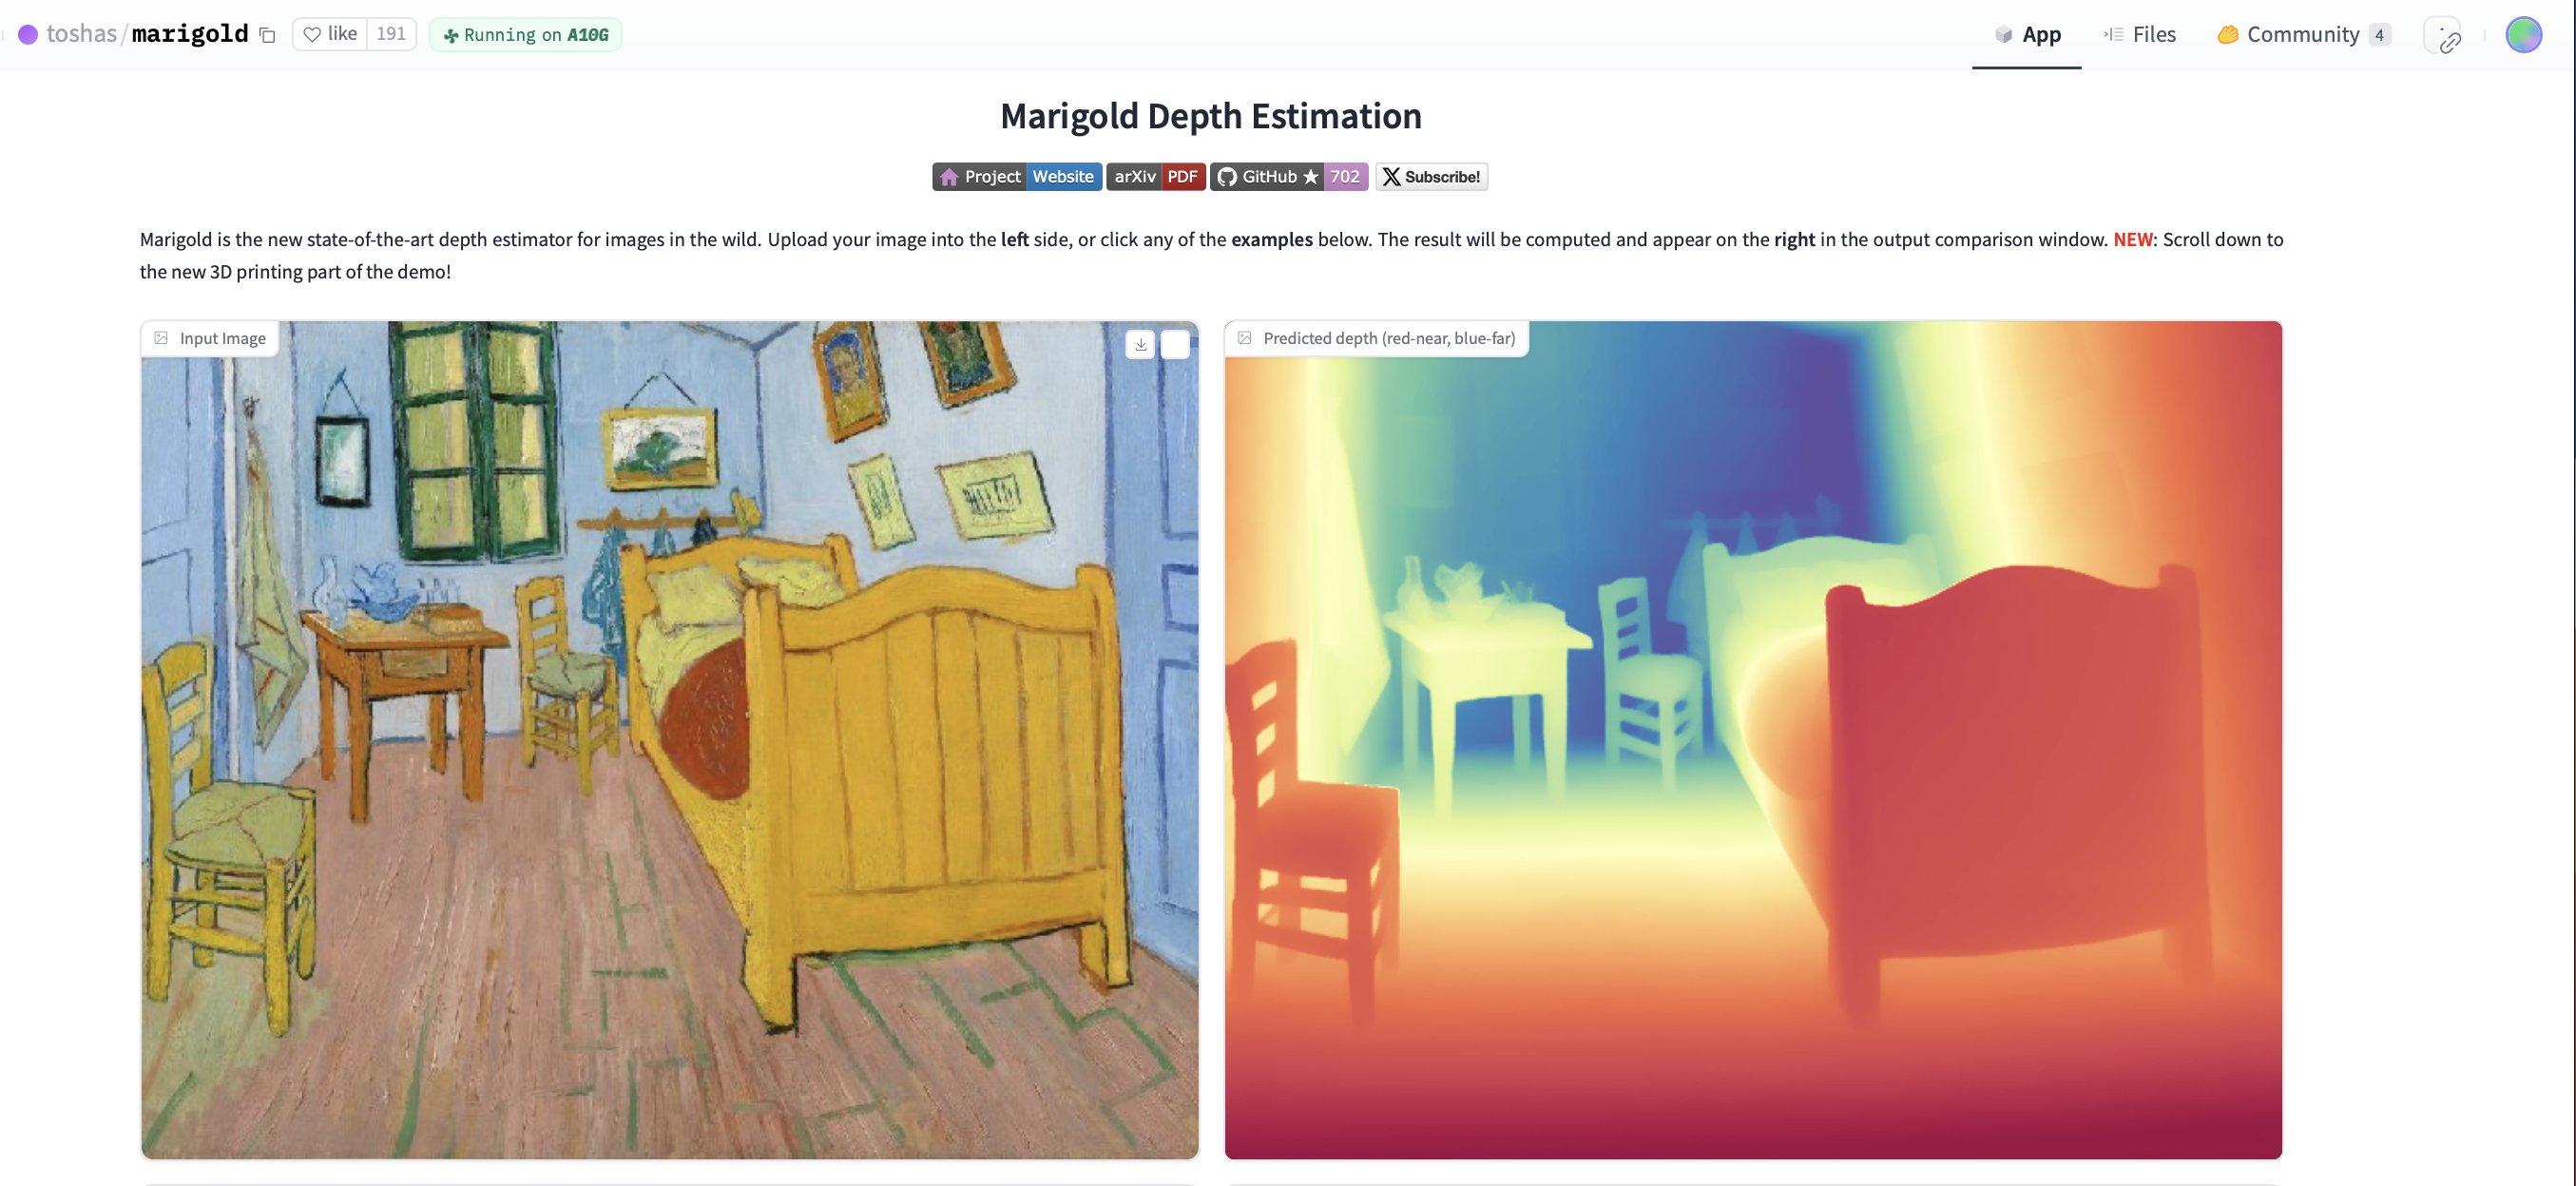 toshas/marigold like 191 Running on A10G App Files Community 4
Marigold Depth Estimation
Project Website arXiv PDF GitHub ★ 702 X Subscribe!
Marigold is the new state-of-the-art depth estimator for images in the wild. Upload your image into the left side, or click any of the examples below. The result will be computed and appear on the right in the output comparison window. NEW: Scroll down to
the new 3D printing part of the demo!
Input Image
Predicted depth (red-near, blue-far)